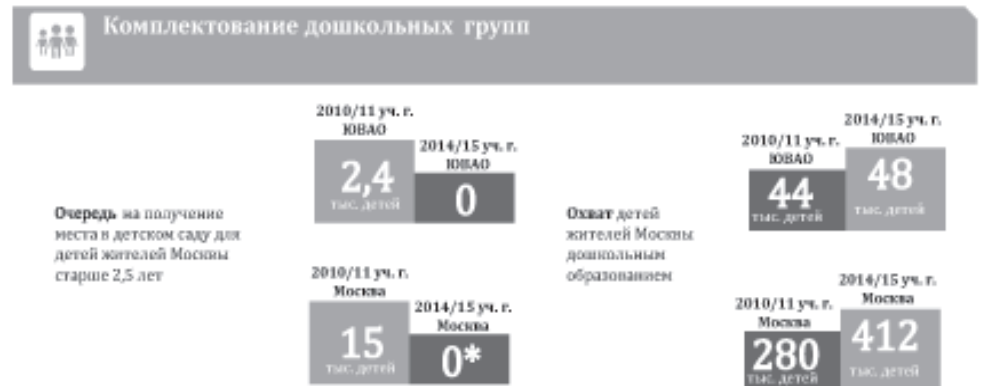 Комплектование дошкольных групп
2010/11 уч. г.
ЮВАО
2,4
тыс. детей
2014/15 уч. г.
ЮВАО
0
Очередь на получение
места в детском саду для
детей жителей Москвы
старше 2,5 лет
2010/11 уч. г.
Москва
15
тыс. детей
2014/15 уч. г.
Москва
0*
2010/11 уч. г.
ЮВАО
44
тыс. детей
2014/15 уч. г.
ЮВАО
48
тыс. детей
Охват детей
жителей Москвы
дошкольным
образованием
2010/11 уч. г.
Москва
280
тыс. детей
2014/15 уч. г.
Москва
412
тыс. детей